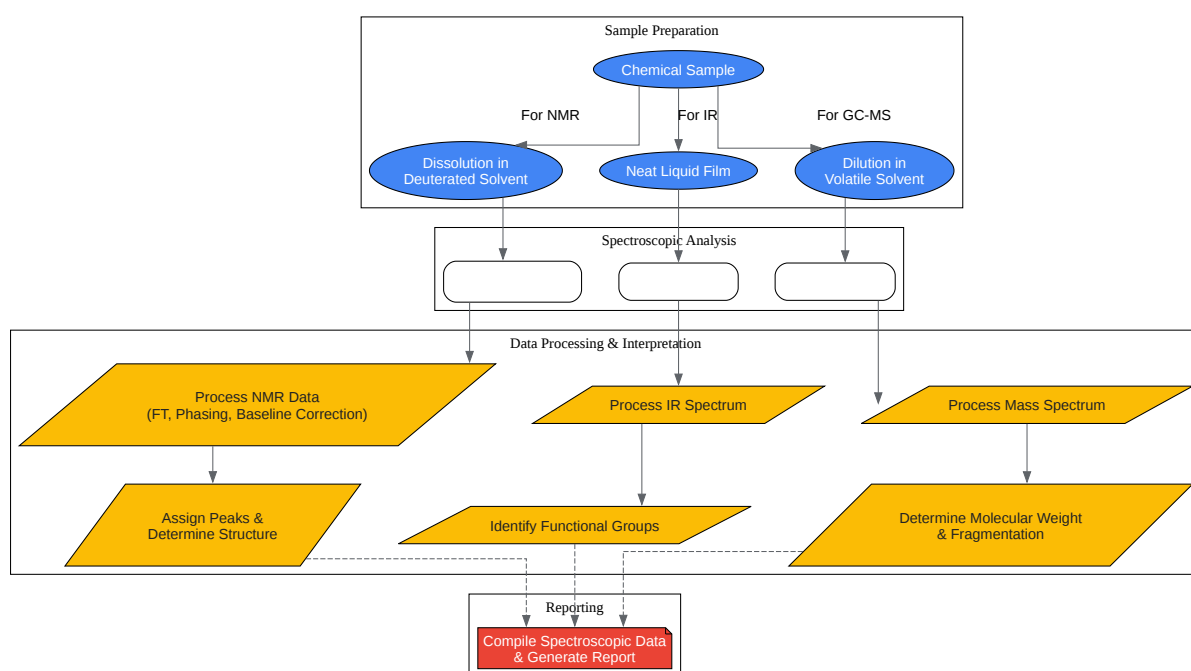 Sample Preparation
Chemical Sample
For NMR
For IR
For GC-MS
Dissolution in
Deuterated Solvent
Neat Liquid Film
Dilution in
Volatile Solvent
Spectroscopic Analysis
Data Processing & Interpretation
Process NMR Data
(FT, Phasing, Baseline Correction)
Process IR Spectrum
Process Mass Spectrum
Assign Peaks &
Determine Structure
Identify Functional Groups
Determine Molecular Weight
& Fragmentation
Reporting
Compile Spectroscopic Data
& Generate Report